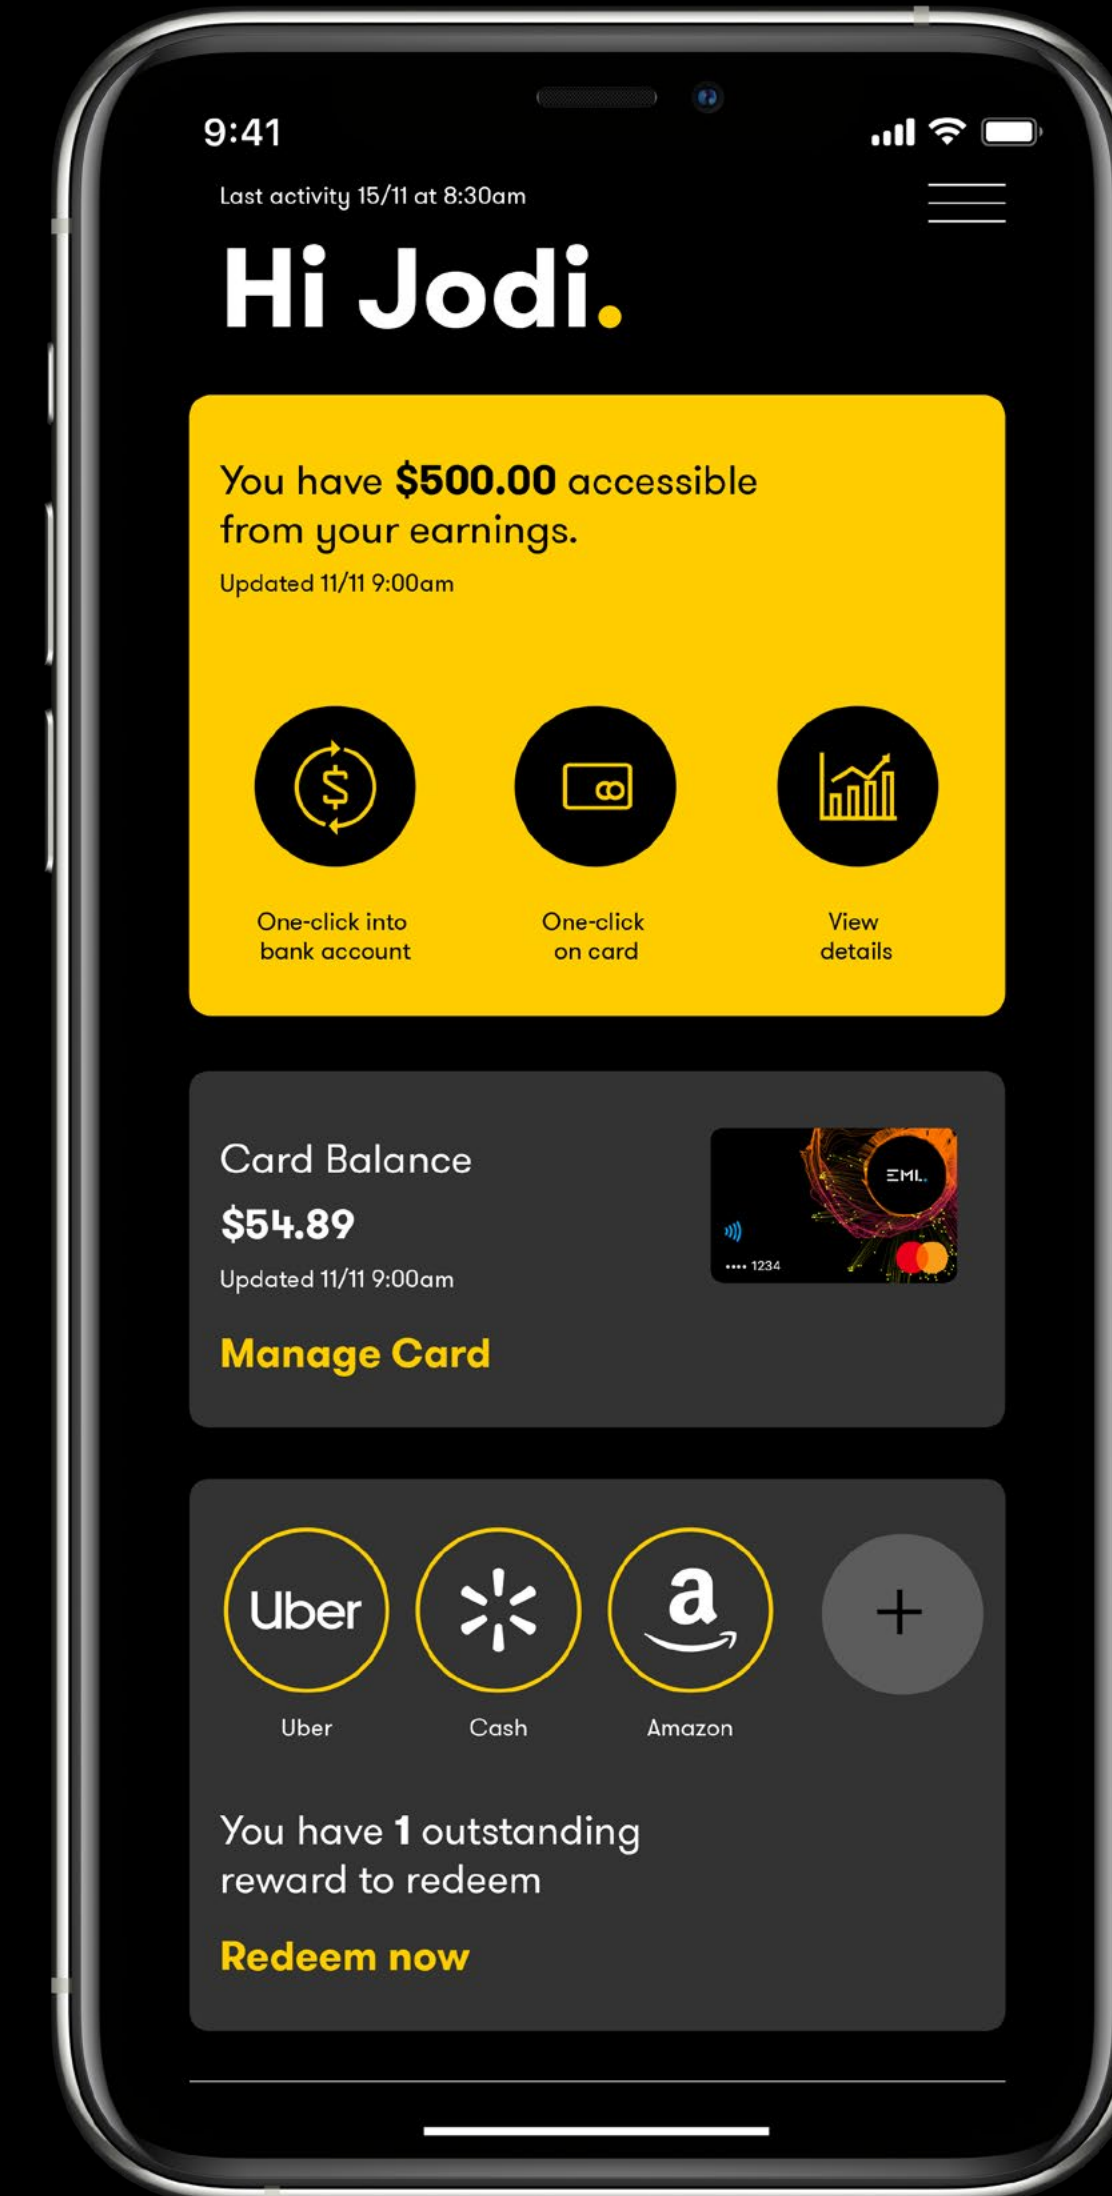 9:41
Last activity 15/11 at 8:30am
Hi Jodi.
You have $500.00 accessible
from your earnings.
Updated 11/11 9:00am
One-click into
bank account
One-click
on card
View
details
Card Balance
$54.89
Updated 11/11 9:00am
Manage Card
EML.
•••• 1234
Uber
a
Uber
Cash
Amazon
You have 1 outstanding
reward to redeem
Redeem now